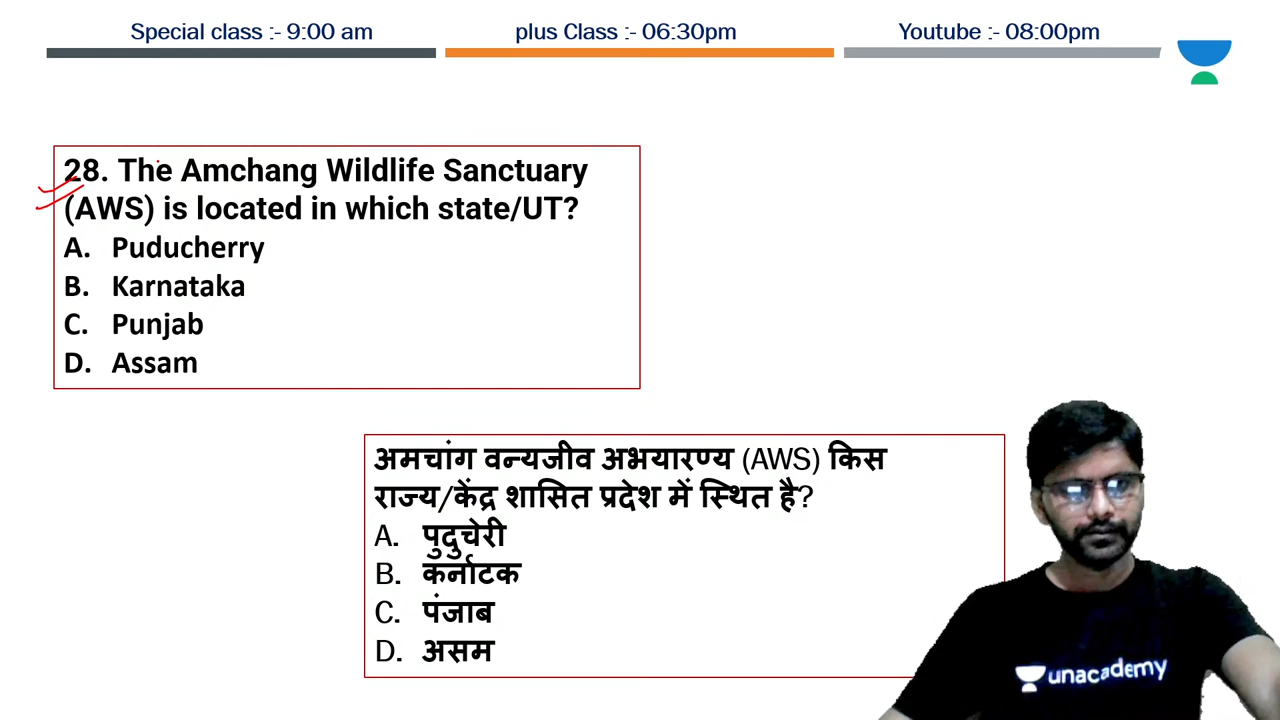 Special class :- 9:00 am
plus Class :- 06:30pm
Youtube :- 08:00pm
28. The Amchang Wildlife Sanctuary
(AWS) is located in which state/UT?
A. Puducherry
B. Karnataka
C. Punjab
D. Assam
अमचांग वन्यजीव अभयारण्य (AWS) किस
राज्य/केंद्र शासित प्रदेश में स्थित है?
A. पुदुचेरी
B. कर्नाटक
C. पंजाब
D. असम
unacademy